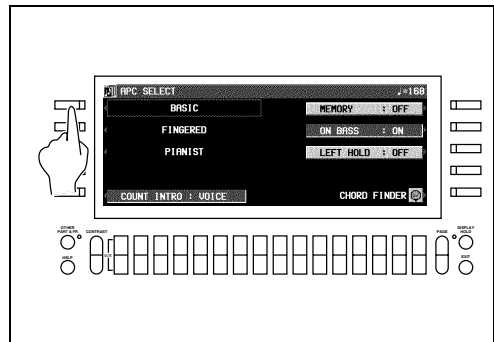 APC SELECT ♩=168
BASIC MEMORY : OFF
FINGERED ON BASS : ON
PIANIST LEFT HOLD : OFF
COUNT INTRO : VOICE CHORD FINDER
OTHER
PART & FR
CONTRAST
HELP
PAGE
DISPLAY
HOLD
EXIT